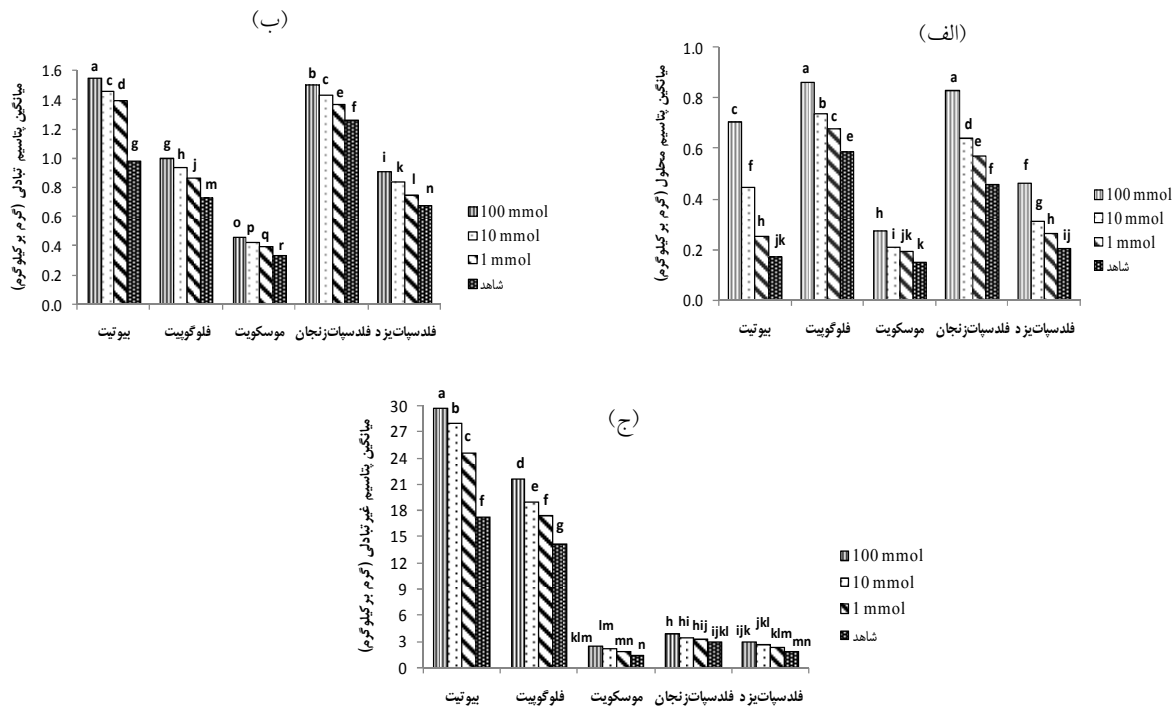 (الف)
میانگین پتاسیم محلول (گرم بر کیلوگرم)
1.0
0.8
0.6
0.4
0.2
0.0
c f h jk
a b c e
h i jk k
a d e f
f g h ij
بیوتیت فلوگوپیت موسکویت فلدسپات‌زنجان فلدسپات‌یزد
100 mmol
10 mmol
1 mmol
شاهد
(ب)
میانگین پتاسیم تبادلی (گرم بر کیلوگرم)
1.6
1.4
1.2
1.0
0.8
0.6
0.4
0.2
0.0
a c d g
g h j m
o p q r
b c e f
i k l n
بیوتیت فلوگوپیت موسکویت فلدسپات‌زنجان فلدسپات‌یزد
100 mmol
10 mmol
1 mmol
شاهد
(ج)
میانگین پتاسیم غیرتبادلی (گرم بر کیلوگرم)
30
27
24
21
18
15
12
9
6
3
0
a b c f
d e f g
klm lm mn n
h hi hij ijkl
ijk jkl klm mn
بیوتیت فلوگوپیت موسکویت فلدسپات‌زنجان فلدسپات‌یزد
100 mmol
10 mmol
1 mmol
شاهد